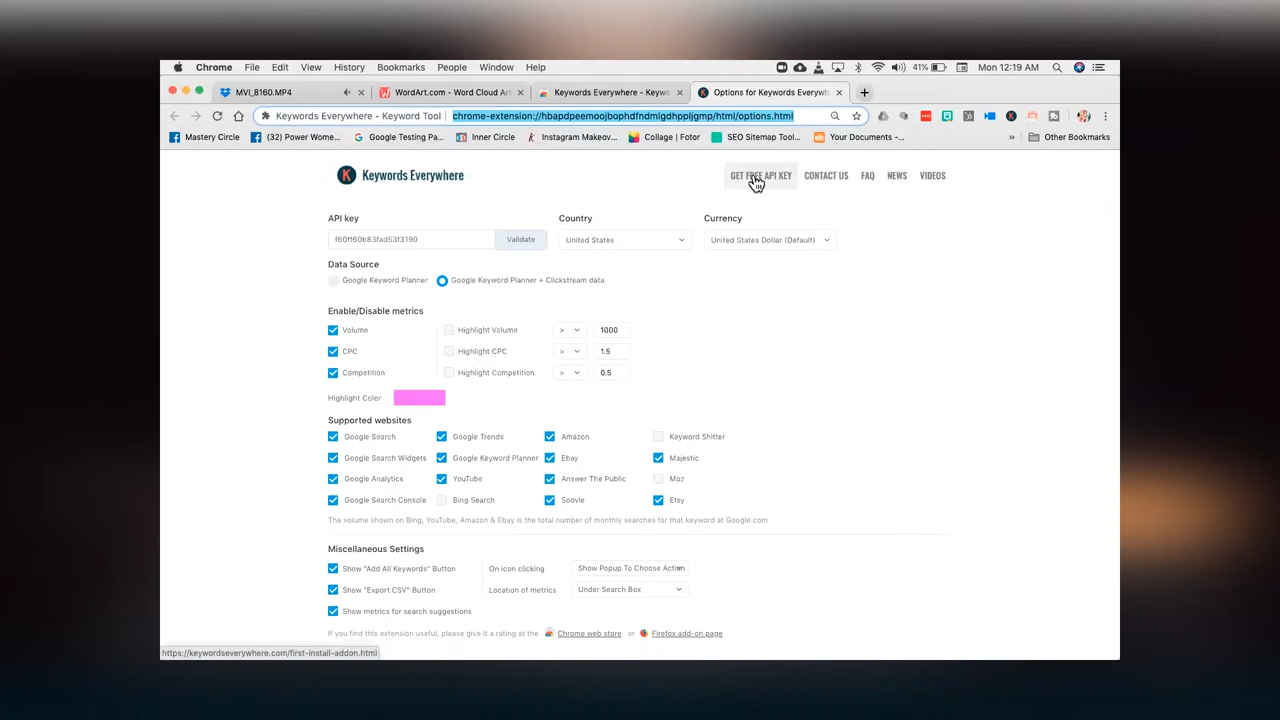 Chrome File Edit View History Bookmarks People Window Help 41% Mon 12:19 AM
MVI_8160.MP4 WordArt.com - Word Cloud Art Keywords Everywhere - Keywo Options for Keywords Everywh
Keywords Everywhere - Keyword Tool chrome-extension://hbapdpeemoojbophdfndmlgdhppljgmp/html/options.html
Mastery Circle (32) Power Wome... Google Testing Pa... Inner Circle Instagram Makeov... Collage | Fotor SEO Sitemap Tool... Your Documents -... » Other Bookmarks
K Keywords Everywhere GET FREE API KEY CONTACT US FAQ NEWS VIDEOS
API key Country Currency
f60ff60b83fad53f3190 Validate United States United States Dollar (Default)
Data Source
Google Keyword Planner Google Keyword Planner + Clickstream data
Enable/Disable metrics
Volume Highlight Volume > 1000
CPC Highlight CPC > 1.5
Competition Highlight Competition > 0.5
Highlight Color
Supported websites
Google Search Google Trends Amazon Keyword Shitter
Google Search Widgets Google Keyword Planner Ebay Majestic
Google Analytics YouTube Answer The Public Moz
Google Search Console Bing Search Soovle Etsy
The volume shown on Bing, YouTube, Amazon & Ebay is the total number of monthly searches for that keyword at Google.com
Miscellaneous Settings
Show "Add All Keywords" Button On icon clicking Show Popup To Choose Action
Show "Export CSV" Button Location of metrics Under Search Box
Show metrics for search suggestions
If you find this extension useful, please give it a rating at the Chrome web store or Firefox add-on page
https://keywordseverywhere.com/first-install-addon.html